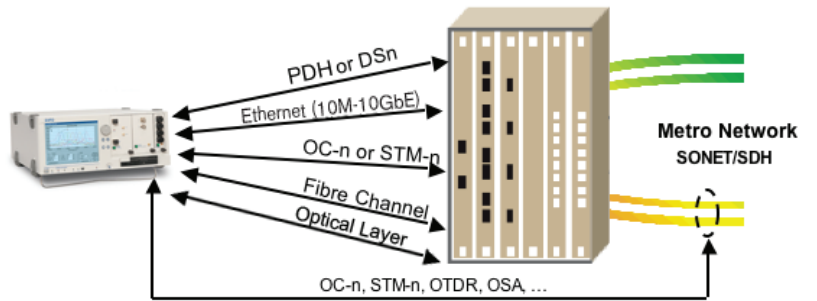 PDH or DSn
Ethernet (10M-10GbE)
OC-n or STM-n
Fibre Channel
Optical Layer
Metro Network
SONET/SDH
OC-n, STM-n, OTDR, OSA, ...